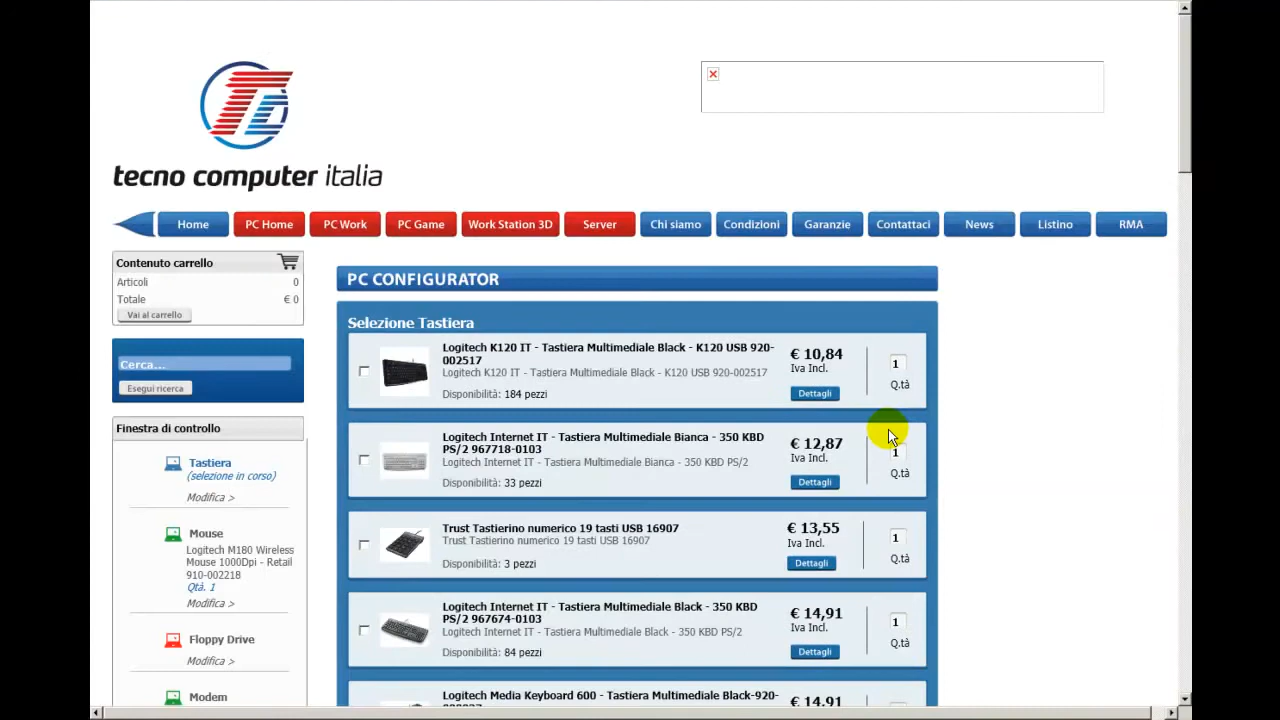 TC
tecno computer italia
Home
PC Home
PC Work
PC Game
Work Station 3D
Server
Chi siamo
Condizioni
Garanzie
Contattaci
News
Listino
RMA
Contenuto carrello
Articoli 0
Totale € 0
Vai al carrello
Cerca...
Esegui ricerca
Finestra di controllo
Tastiera
(selezione in corso)
Modifica >
Mouse
Logitech M180 Wireless
Mouse 1000Dpi - Retail
910-002218
Qtà. 1
Modifica >
Floppy Drive
Modifica >
Modem
PC CONFIGURATOR
Selezione Tastiera
Logitech K120 IT - Tastiera Multimediale Black - K120 USB 920-
002517
Logitech K120 IT - Tastiera Multimediale Black - K120 USB 920-002517
Disponibilità: 184 pezzi
€ 10,84
Iva Incl.
Dettagli
1
Q.tà
Logitech Internet IT - Tastiera Multimediale Bianca - 350 KBD
PS/2 967718-0103
Logitech Internet IT - Tastiera Multimediale Bianca - 350 KBD PS/2
Disponibilità: 33 pezzi
€ 12,87
Iva Incl.
Dettagli
1
Q.tà
Trust Tastierino numerico 19 tasti USB 16907
Trust Tastierino numerico 19 tasti USB 16907
Disponibilità: 3 pezzi
€ 13,55
Iva Incl.
Dettagli
1
Q.tà
Logitech Internet IT - Tastiera Multimediale Black - 350 KBD
PS/2 967674-0103
Logitech Internet IT - Tastiera Multimediale Black - 350 KBD PS/2
Disponibilità: 84 pezzi
€ 14,91
Iva Incl.
Dettagli
1
Q.tà
Logitech Media Keyboard 600 - Tastiera Multimediale Black-920-
€ 14,91